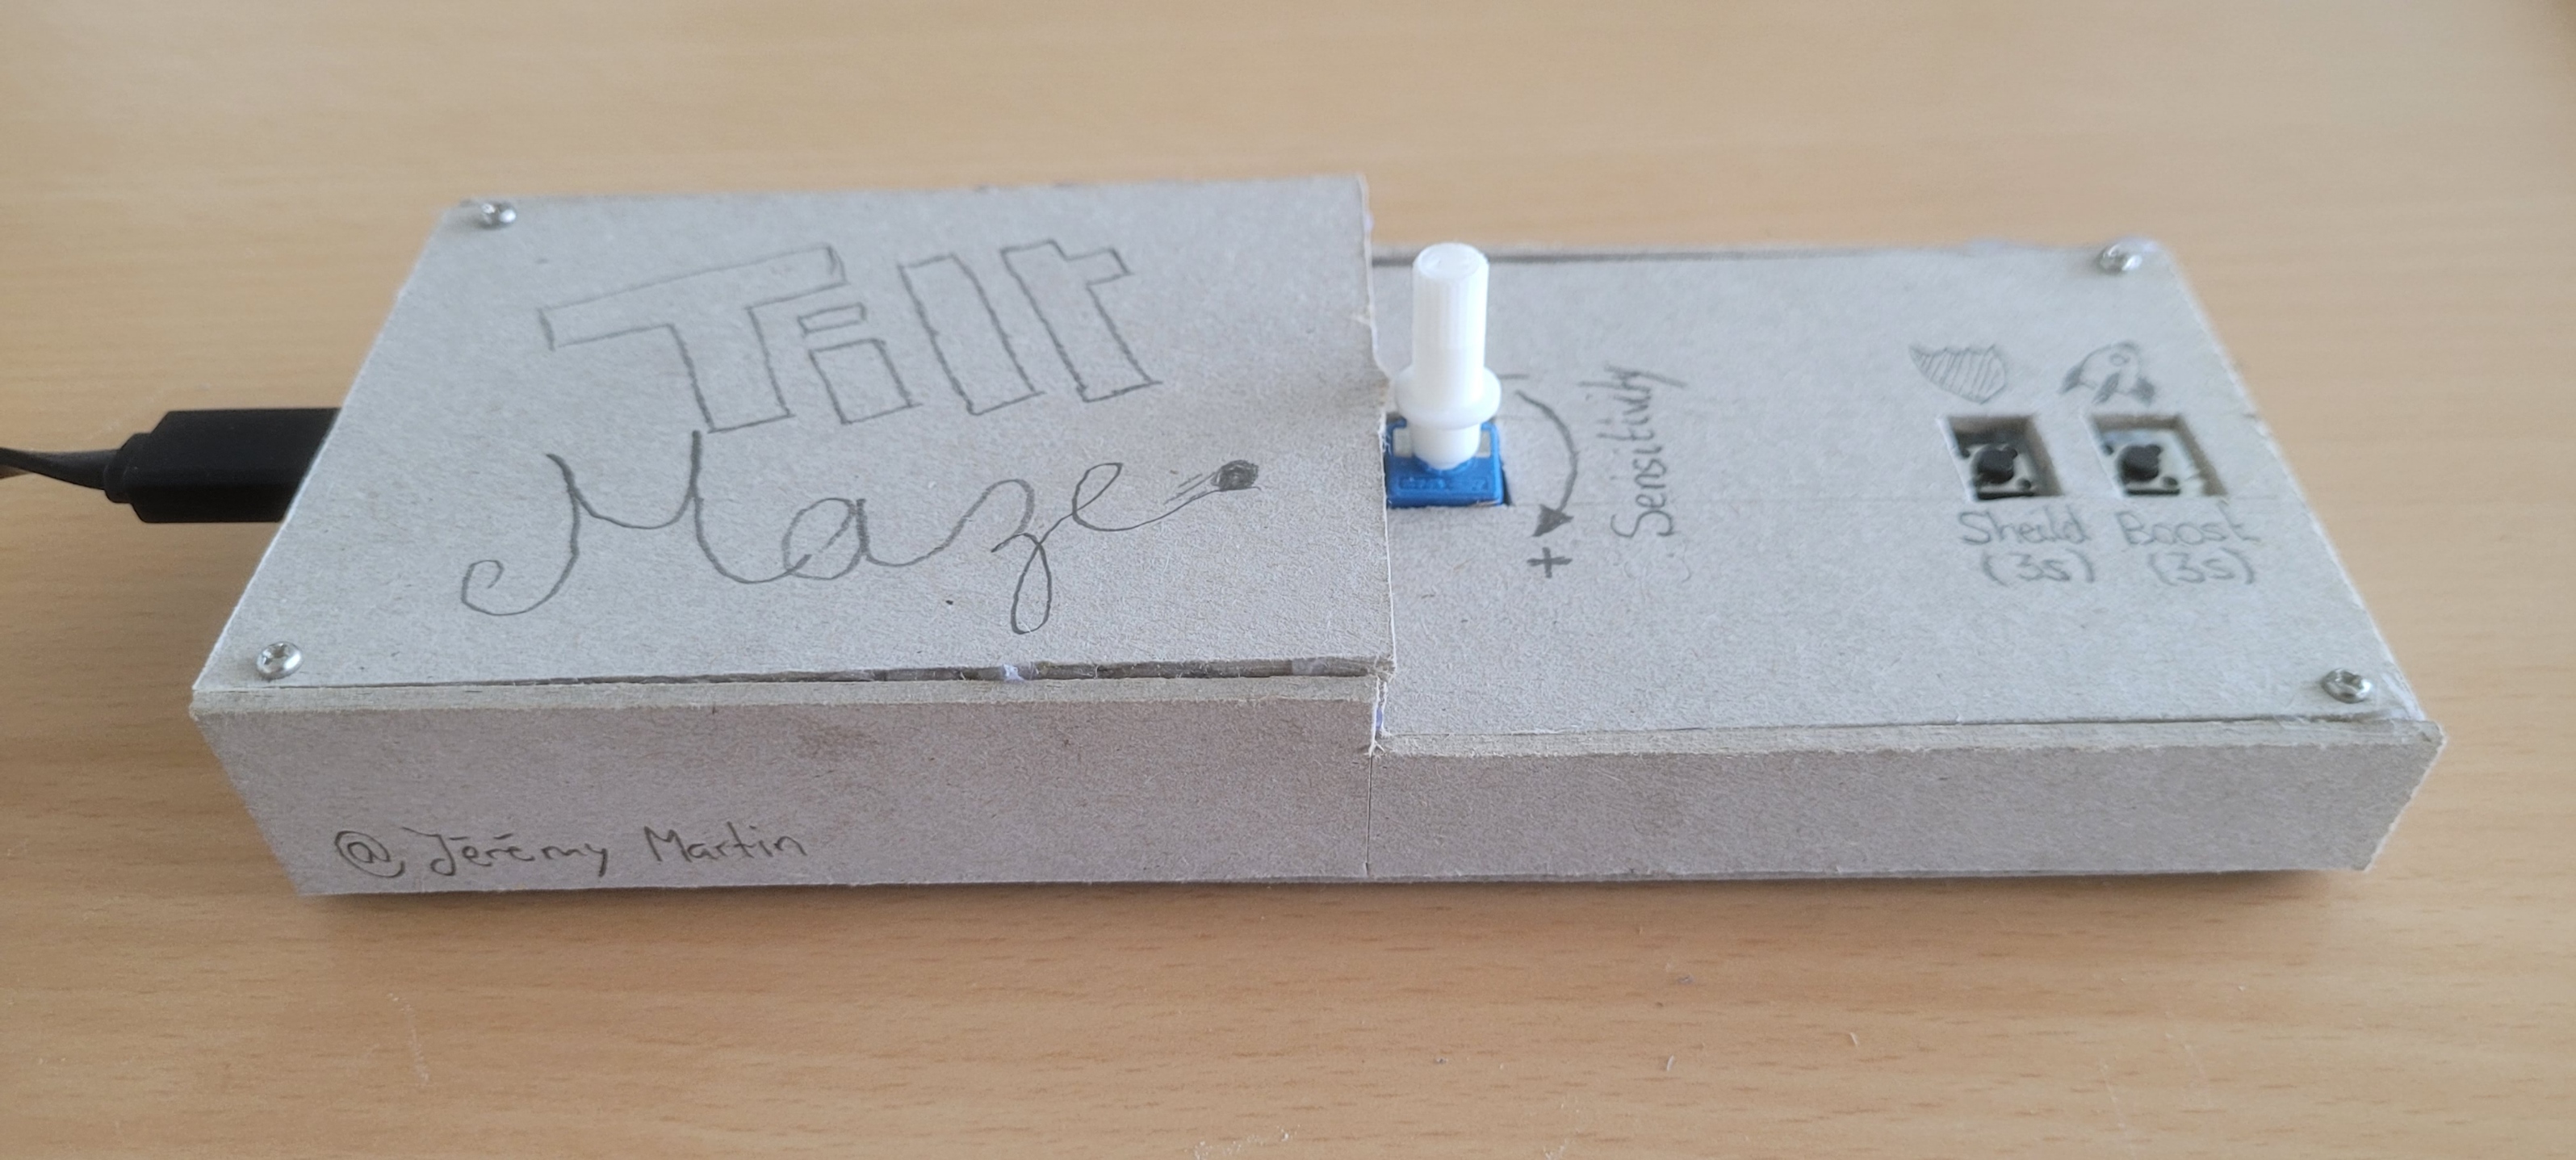 Tilt
Maze
+
Sensitivity
Sheild
(3s)
Boost
(3s)
@ Jérémy Martin